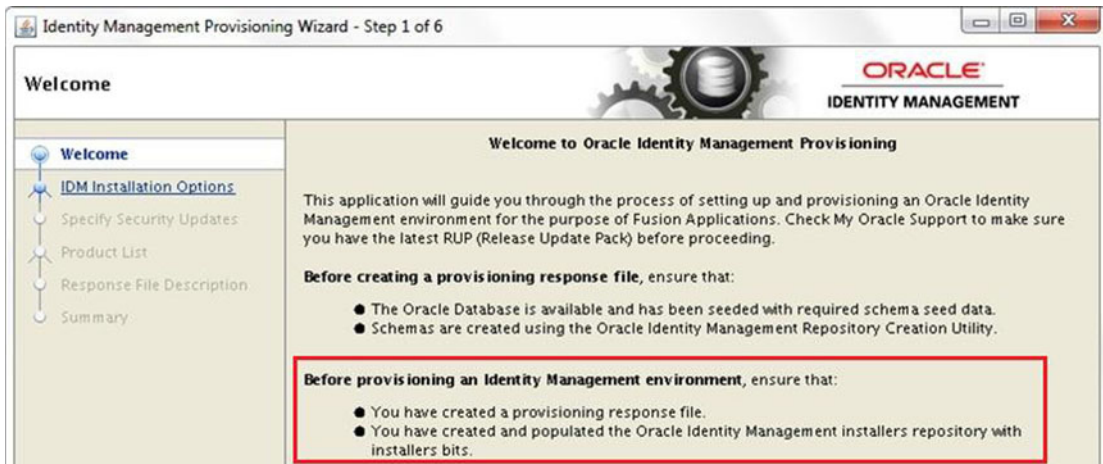 Identity Management Provisioning Wizard - Step 1 of 6
Welcome
ORACLE
IDENTITY MANAGEMENT
Welcome
IDM Installation Options
Specify Security Updates
Product List
Response File Description
Summary
Welcome to Oracle Identity Management Provisioning
This application will guide you through the process of setting up and provisioning an Oracle Identity
Management environment for the purpose of Fusion Applications. Check My Oracle Support to make sure
you have the latest RUP (Release Update Pack) before proceeding.
Before creating a provisioning response file, ensure that:
● The Oracle Database is available and has been seeded with required schema seed data.
● Schemas are created using the Oracle Identity Management Repository Creation Utility.
Before provisioning an Identity Management environment, ensure that:
● You have created a provisioning response file.
● You have created and populated the Oracle Identity Management installers repository with
installers bits.